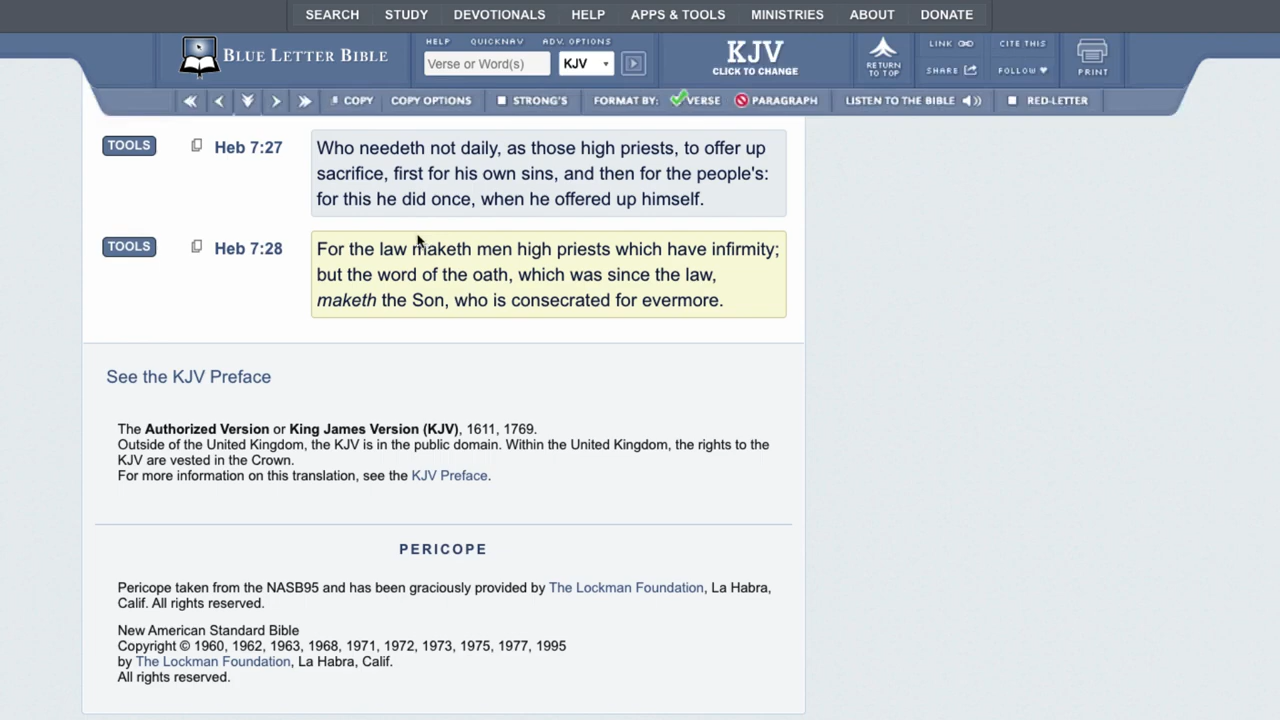 SEARCH STUDY DEVOTIONALS HELP APPS & TOOLS MINISTRIES ABOUT DONATE
BLUE LETTER BIBLE
HELP QUICKNAV ADV. OPTIONS
Verse or Word(s) KJV
KJV
CLICK TO CHANGE
RETURN
TO TOP
LINK CITE THIS
SHARE FOLLOW
PRINT
COPY COPY OPTIONS STRONG'S FORMAT BY: VERSE PARAGRAPH LISTEN TO THE BIBLE RED-LETTER
TOOLS Heb 7:27 Who needeth not daily, as those high priests, to offer up
sacrifice, first for his own sins, and then for the people's:
for this he did once, when he offered up himself.
TOOLS Heb 7:28 For the law maketh men high priests which have infirmity;
but the word of the oath, which was since the law,
maketh the Son, who is consecrated for evermore.
See the KJV Preface
The Authorized Version or King James Version (KJV), 1611, 1769.
Outside of the United Kingdom, the KJV is in the public domain. Within the United Kingdom, the rights to the
KJV are vested in the Crown.
For more information on this translation, see the KJV Preface.
PERICOPE
Pericope taken from the NASB95 and has been graciously provided by The Lockman Foundation, La Habra,
Calif. All rights reserved.
New American Standard Bible
Copyright © 1960, 1962, 1963, 1968, 1971, 1972, 1973, 1975, 1977, 1995
by The Lockman Foundation, La Habra, Calif.
All rights reserved.